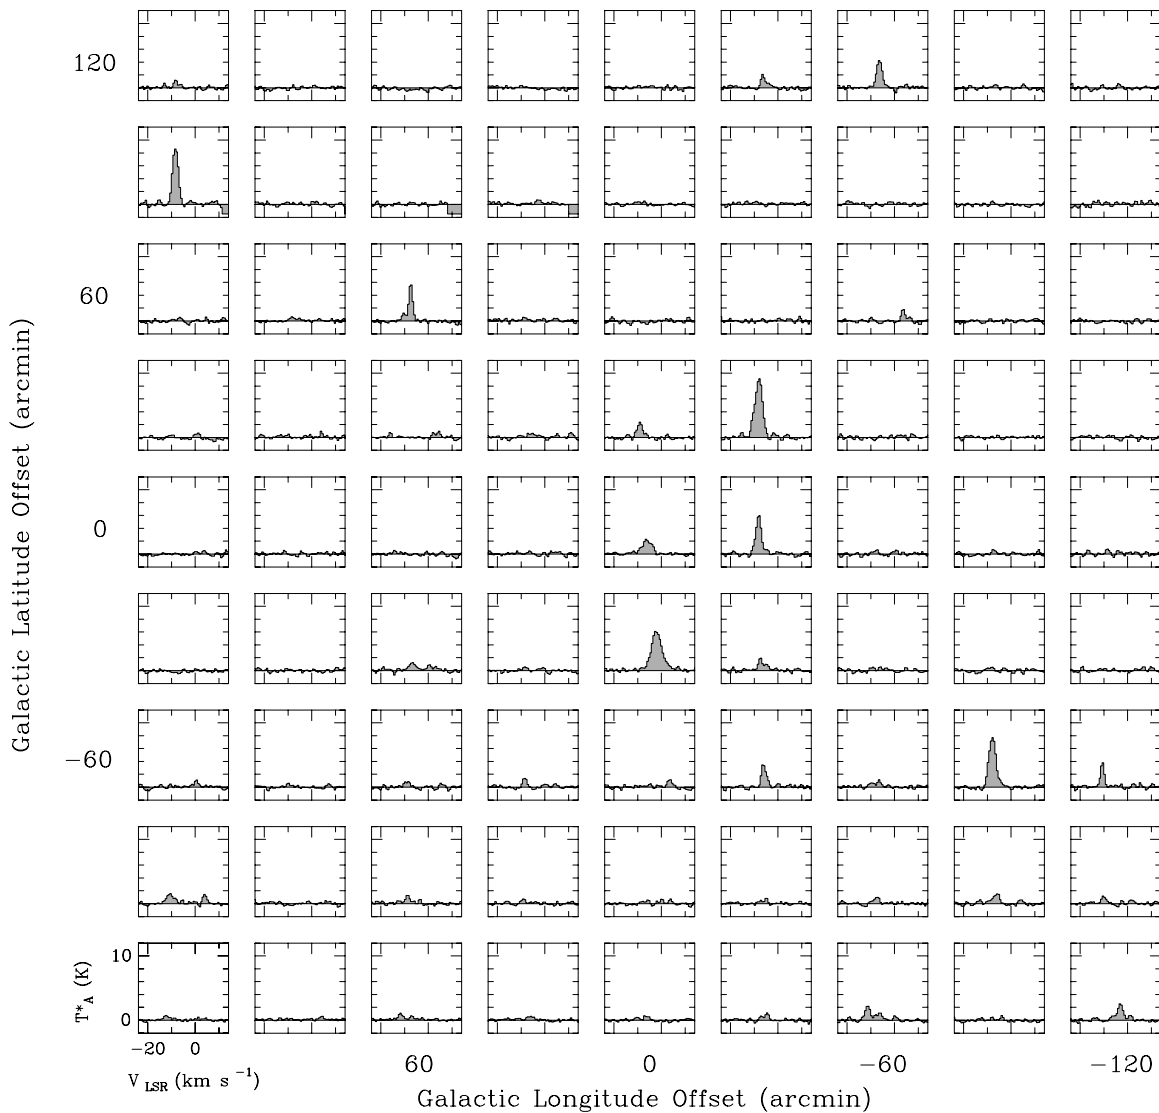 120
60
0
−60
Galactic Latitude Offset (arcmin)
10
0
T*A (K)
−20 0
VLSR (km s −1)
60 0 −60 −120
Galactic Longitude Offset (arcmin)